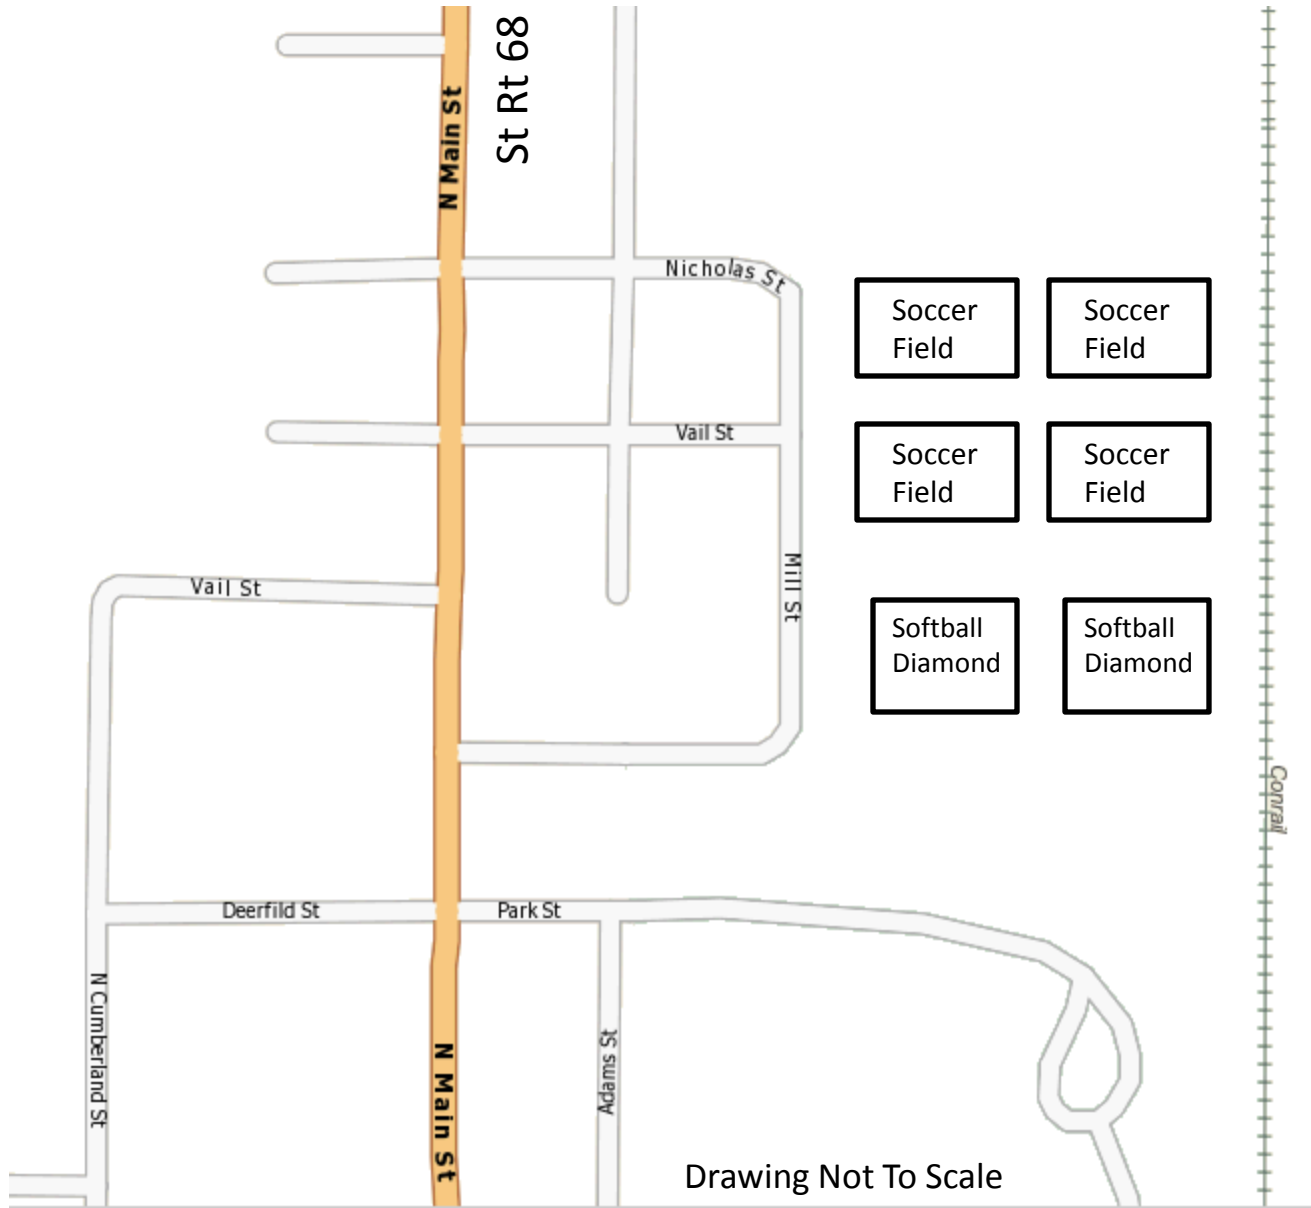 St Rt 68
N Main St
Nicholas St
Soccer
Field
Soccer
Field
Vail St
Soccer
Field
Soccer
Field
Mill St
Vail St
Softball
Diamond
Softball
Diamond
Conrail
Deerfild St
Park St
N Cumberland St
N Main St
Adams St
Drawing Not To Scale